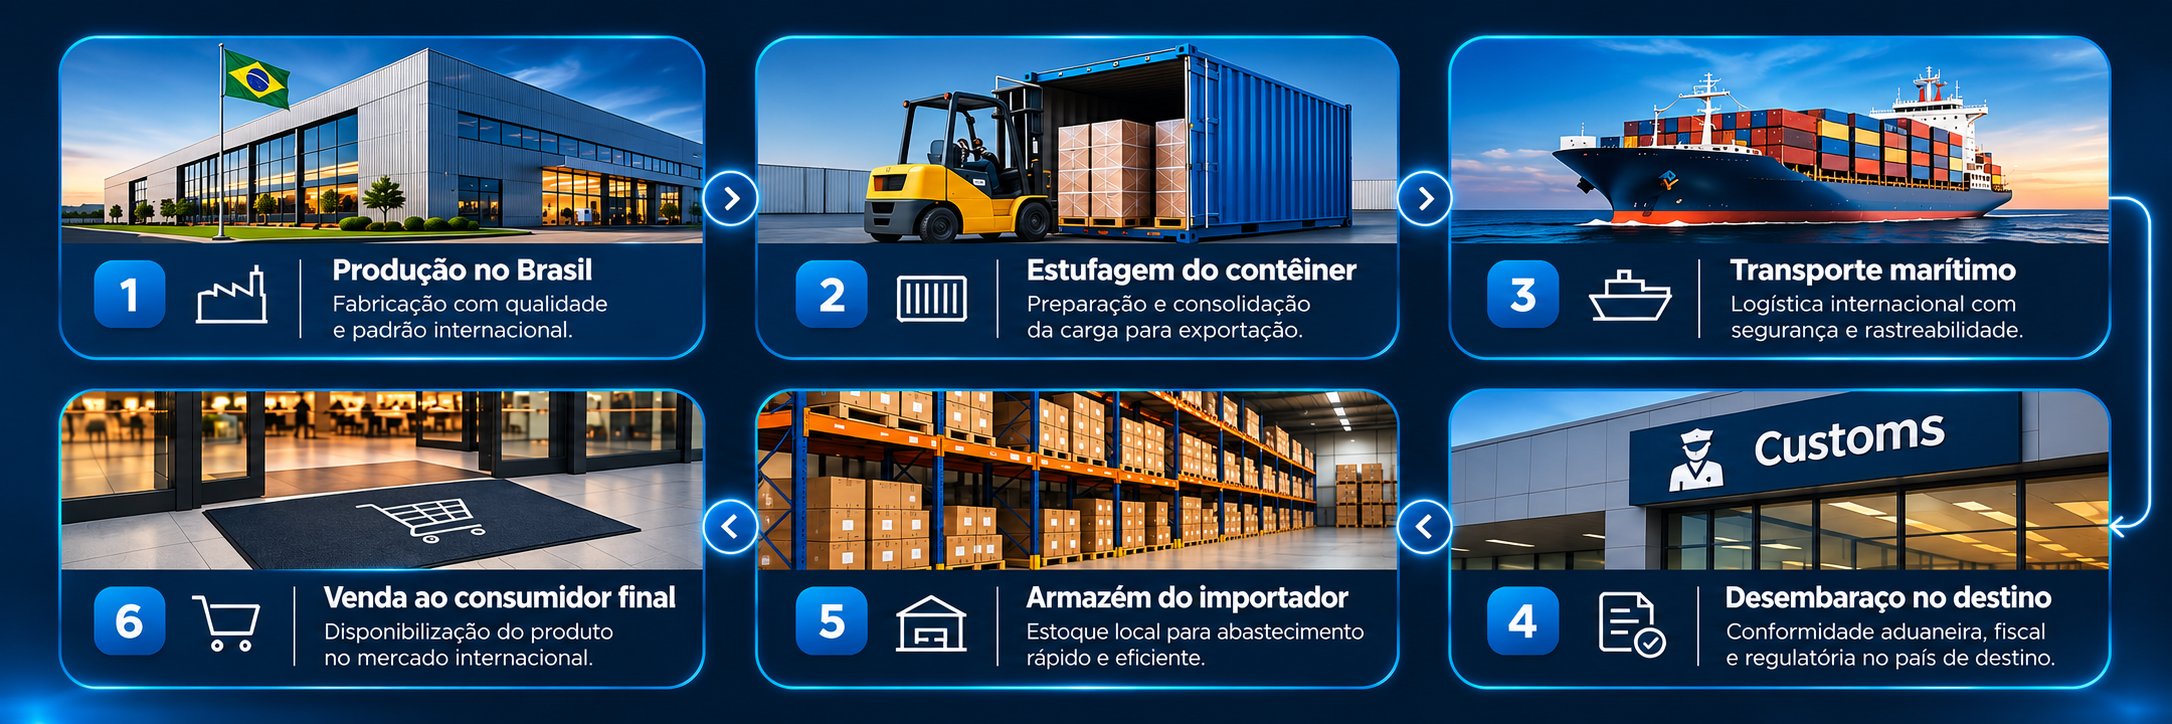 1
Produção no Brasil
Fabricação com qualidade
e padrão internacional.
2
Estufagem do contêiner
Preparação e consolidação
da carga para exportação.
3
Transporte marítimo
Logística internacional com
segurança e rastreabilidade.
Customs
4
Desembaraço no destino
Conformidade aduaneira, fiscal
e regulatória no país de destino.
5
Armazém do importador
Estoque local para abastecimento
rápido e eficiente.
6
Venda ao consumidor final
Disponibilização do produto
no mercado internacional.